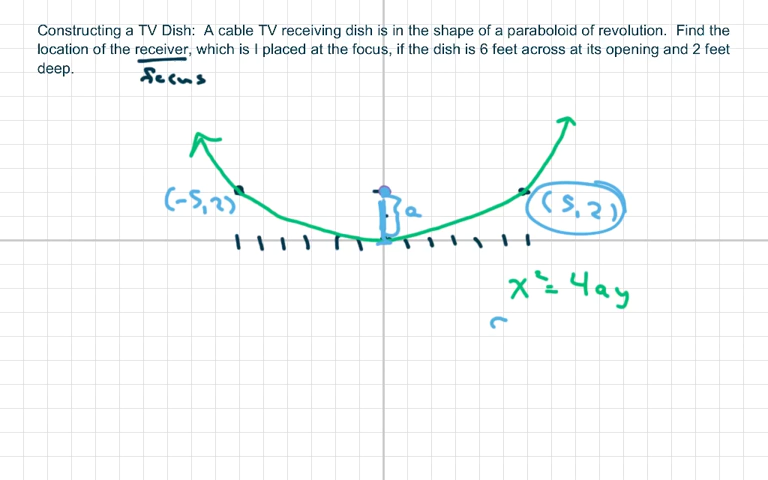 Constructing a TV Dish: A cable TV receiving dish is in the shape of a paraboloid of revolution. Find the
location of the receiver, which is I placed at the focus, if the dish is 6 feet across at its opening and 2 feet
deep.
focus
(-5,2)
a
(5,2)
x²=4ay